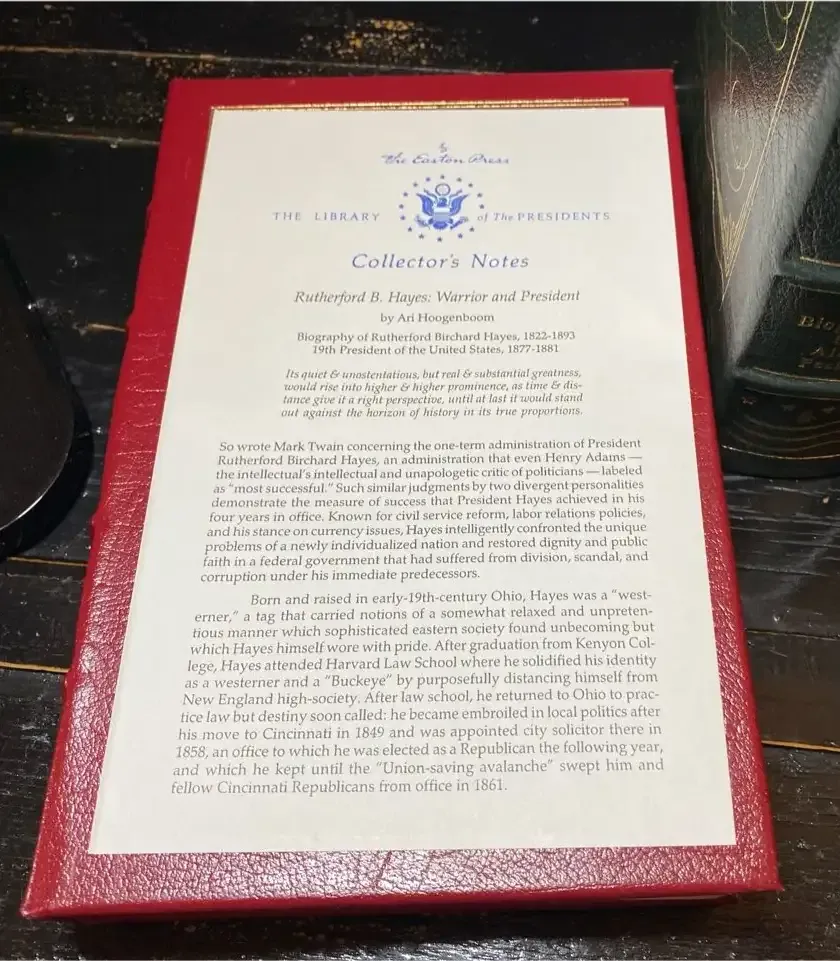 by
The Easton Press
THE LIBRARY of The PRESIDENTS
Collector's Notes
Rutherford B. Hayes: Warrior and President
by Ari Hoogenboom
Biography of Rutherford Birchard Hayes, 1822-1893
19th President of the United States, 1877-1881
Its quiet & unostentatious, but real & substantial greatness,
would rise into higher & higher prominence, as time & dis-
tance give it a right perspective, until at last it would stand
out against the horizon of history in its true proportions.
So wrote Mark Twain concerning the one-term administration of President
Rutherford Birchard Hayes, an administration that even Henry Adams —
the intellectual's intellectual and unapologetic critic of politicians — labeled
as "most successful." Such similar judgments by two divergent personalities
demonstrate the measure of success that President Hayes achieved in his
four years in office. Known for civil service reform, labor relations policies,
and his stance on currency issues, Hayes intelligently confronted the unique
problems of a newly individualized nation and restored dignity and public
faith in a federal government that had suffered from division, scandal, and
corruption under his immediate predecessors.
Born and raised in early-19th-century Ohio, Hayes was a "west-
erner," a tag that carried notions of a somewhat relaxed and unpreten-
tious manner which sophisticated eastern society found unbecoming but
which Hayes himself wore with pride. After graduation from Kenyon Col-
lege, Hayes attended Harvard Law School where he solidified his identity
as a westerner and a "Buckeye" by purposefully distancing himself from
New England high-society. After law school, he returned to Ohio to prac-
tice law but destiny soon called: he became embroiled in local politics after
his move to Cincinnati in 1849 and was appointed city solicitor there in
1858, an office to which he was elected as a Republican the following year,
and which he kept until the "Union-saving avalanche" swept him and
fellow Cincinnati Republicans from office in 1861.